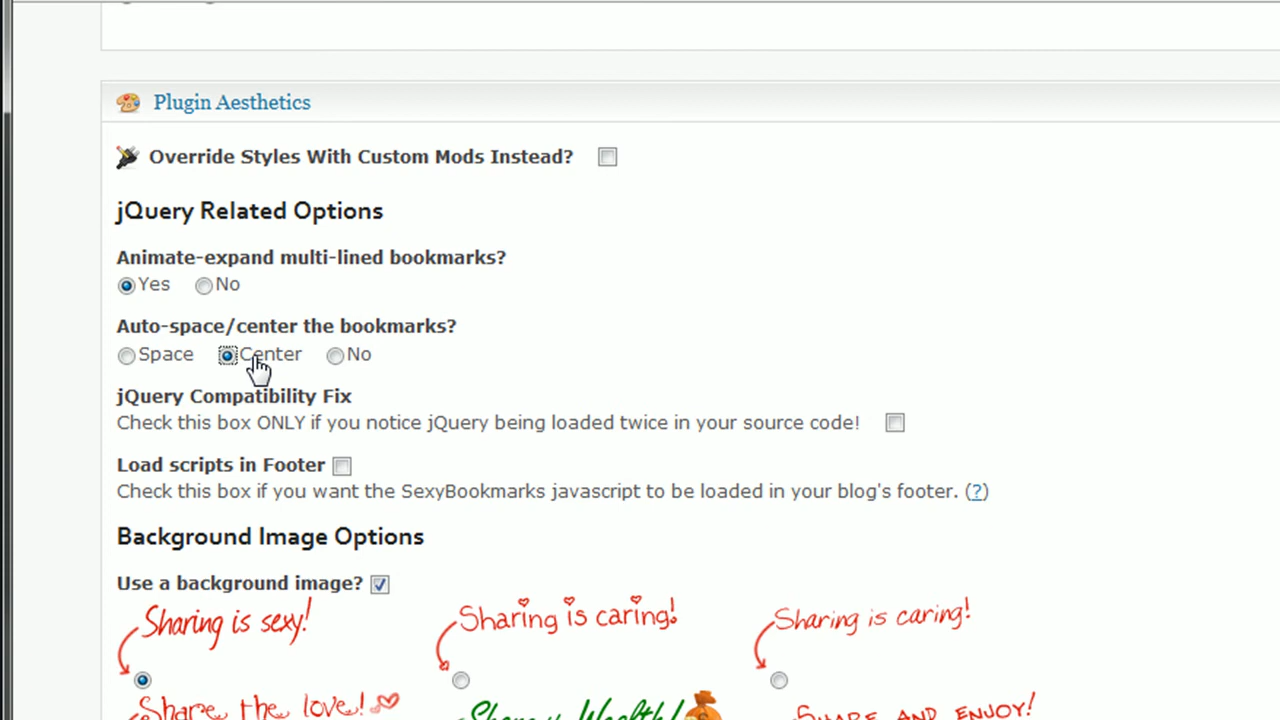 Plugin Aesthetics
Override Styles With Custom Mods Instead?
jQuery Related Options
Animate-expand multi-lined bookmarks?
Yes No
Auto-space/center the bookmarks?
Space Center No
jQuery Compatibility Fix
Check this box ONLY if you notice jQuery being loaded twice in your source code!
Load scripts in Footer
Check this box if you want the SexyBookmarks javascript to be loaded in your blog's footer. (?)
Background Image Options
Use a background image?
Sharing is sexy! Sharing is caring! Sharing is caring!
Share the love! Share the Wealth! SHARE AND ENJOY!